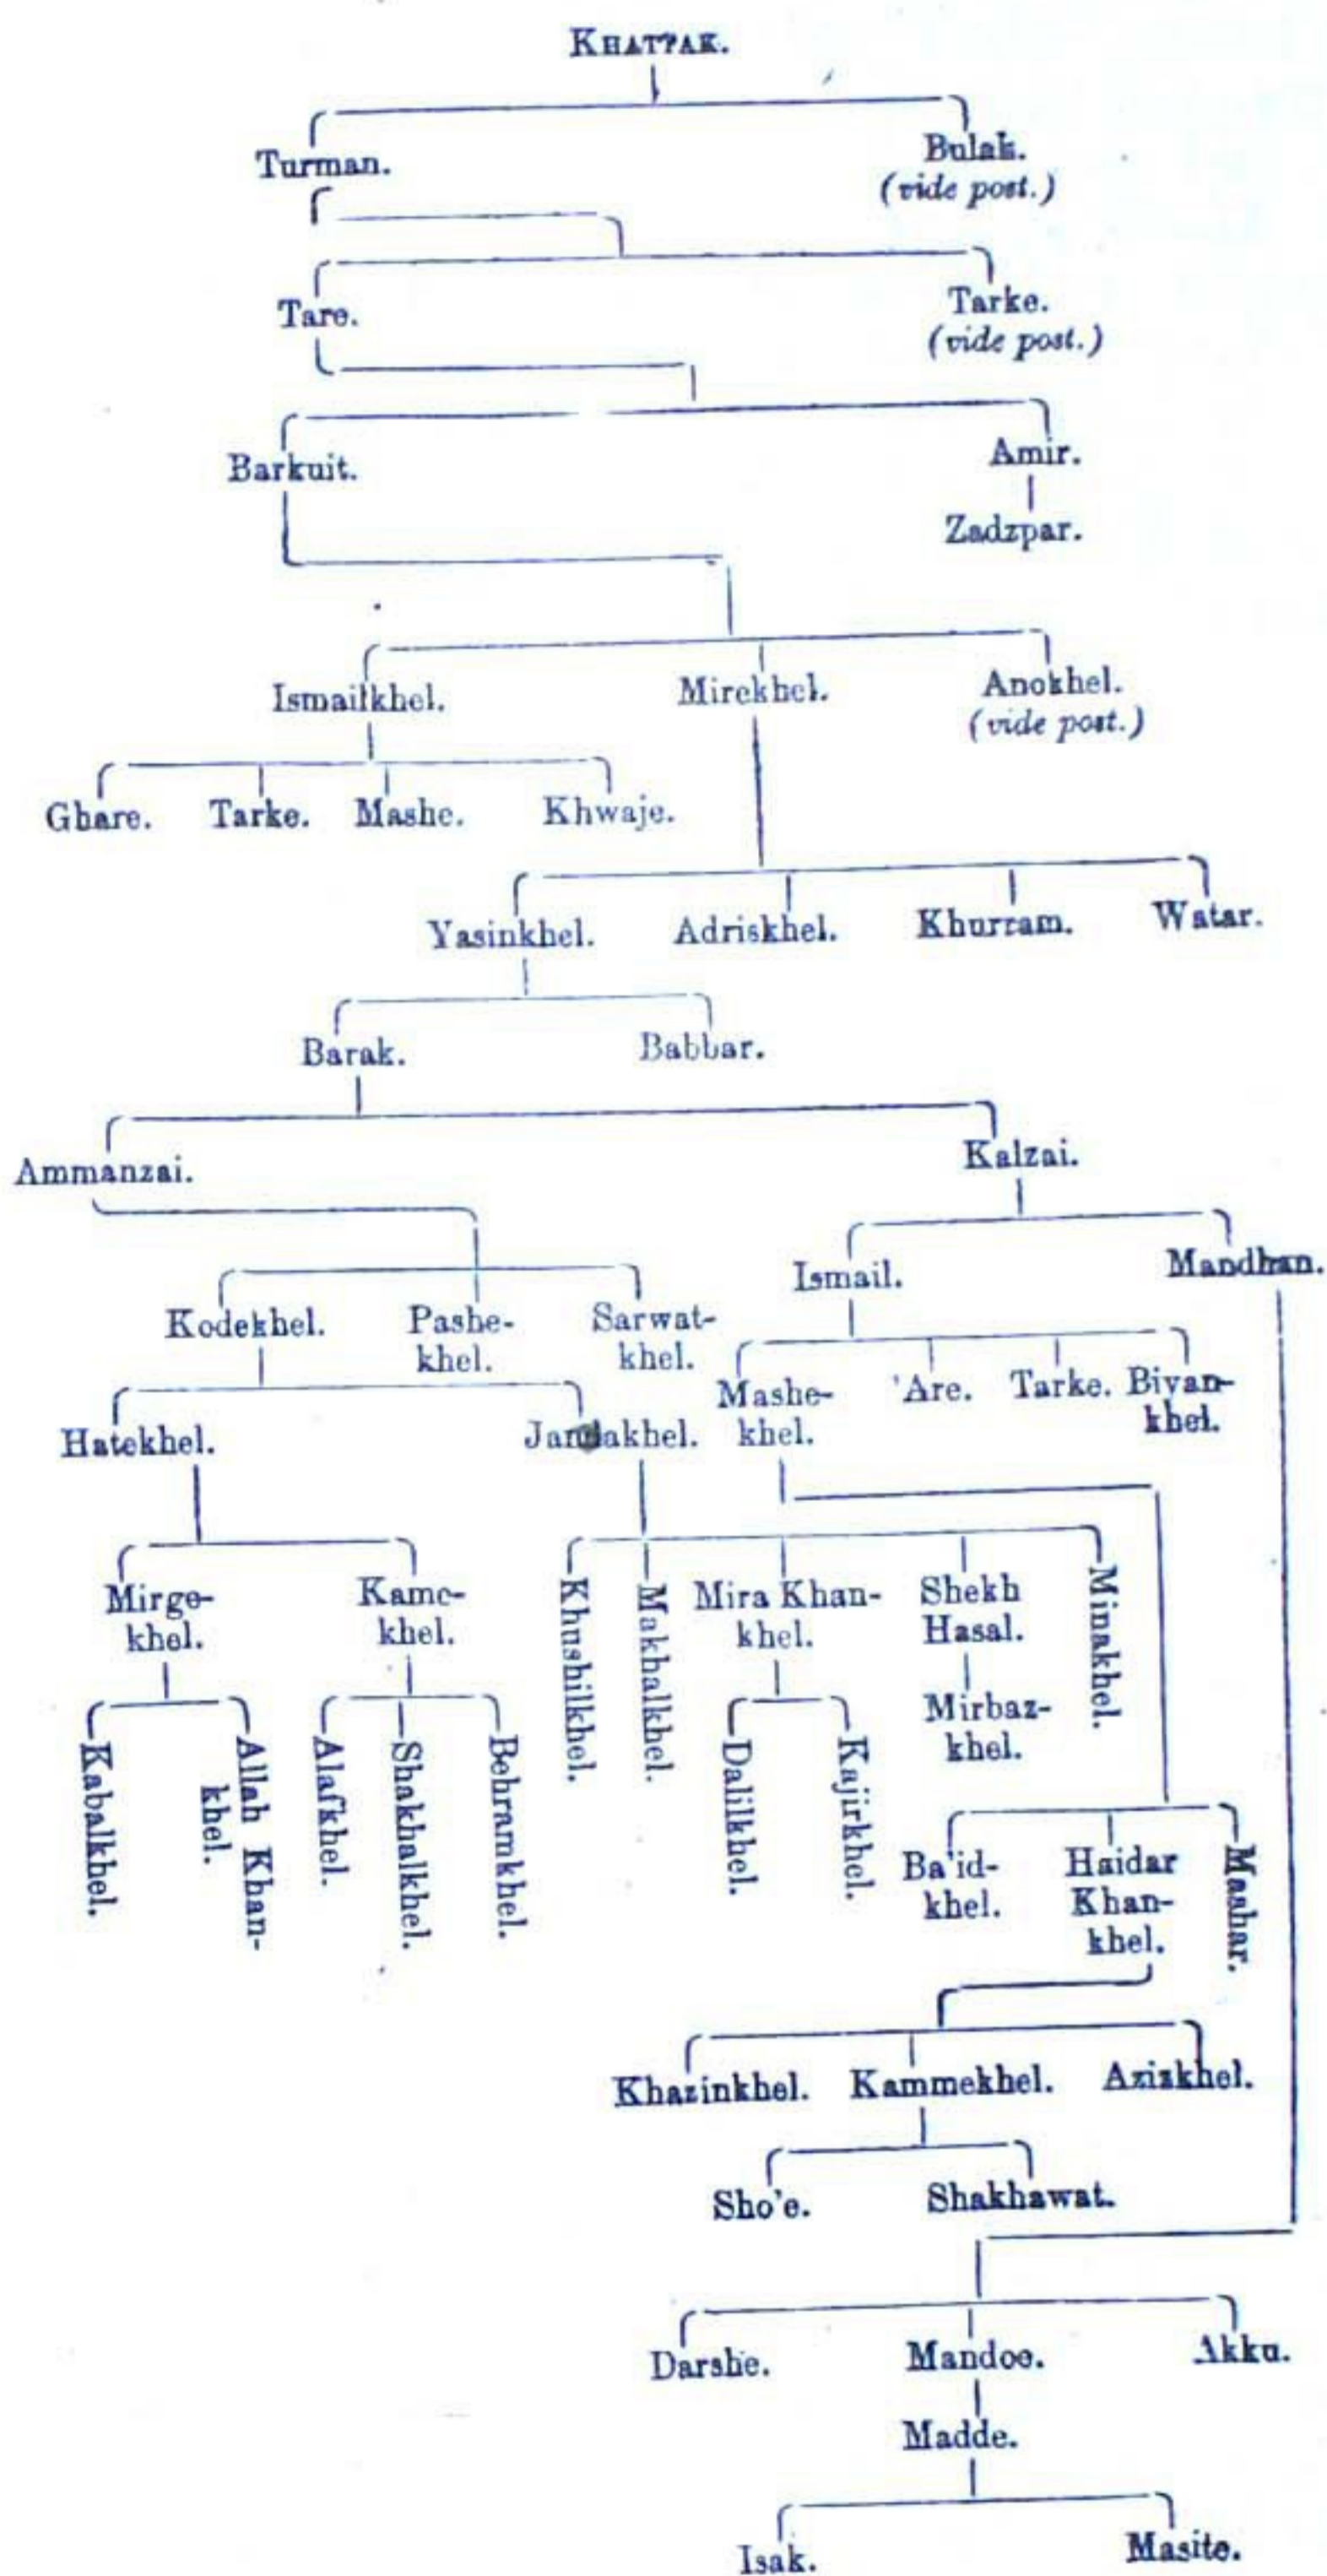 KHATTAK.
Turman. Bulak.
(vide post.)
Tare. Tarke.
(vide post.)
Barkuit. Amir.
Zadzpar.
Ismailkhel. Mirekhel. Anokhel.
(vide post.)
Ghare. Tarke. Mashe. Khwaje.
Yasinkhel. Adriskhel. Khurram. Watar.
Barak. Babbar.
Ammanzai. Kalzai.
Ismail. Mandhan.
Kodekhel. Pashe-
khel.
Sarwat-
khel.
Mashe-
khel.
'Are. Tarke. Bivan-
khel.
Hatekhel. Jandakhel.
Mirge-
khel.
Kame-
khel.
Khushilkhel.
Makhalkhel.
Mira Khan-
khel.
Shekh
Hasal.
Minakhel.
Mirbaz-
khel.
Kabalkhel.
Allah Khan-
khel.
Alafkhel.
Shakhalkhel.
Behramkhel.
Dalilkhel.
Kajirkhel.
Ba'id-
khel.
Haidar
Khan-
khel.
Mashar.
Khazinkhel. Kammekhel. Azizkhel.
Sho'e. Shakhawat.
Darshe. Mandoe. Akku.
Madde.
Isak. Masite.